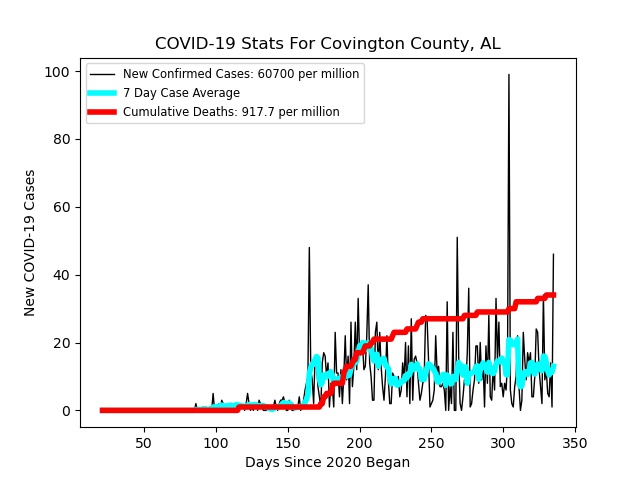 COVID-19 Stats For Covington County, AL
New Confirmed Cases: 60700 per million
7 Day Case Average
Cumulative Deaths: 917.7 per million
100
80
60
40
20
0
New COVID-19 Cases
50 100 150 200 250 300 350
Days Since 2020 Began